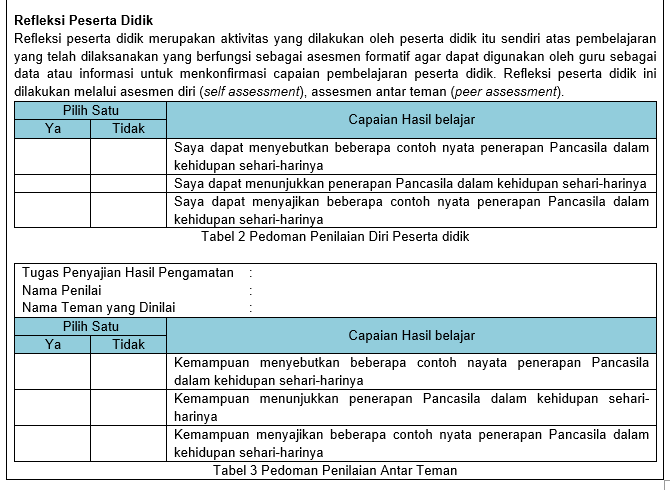 Refleksi Peserta Didik
Refleksi peserta didik merupakan aktivitas yang dilakukan oleh peserta didik itu sendiri atas pembelajaran
yang telah dilaksanakan yang berfungsi sebagai asesmen formatif agar dapat digunakan oleh guru sebagai
data atau informasi untuk menkonfirmasi capaian pembelajaran peserta didik. Refleksi peserta didik ini
dilakukan melalui asesmen diri (self assessment), assesmen antar teman (peer assessment).
Pilih Satu
Capaian Hasil belajar
Ya Tidak
Saya dapat menyebutkan beberapa contoh nyata penerapan Pancasila dalam
kehidupan sehari-harinya
Saya dapat menunjukkan penerapan Pancasila dalam kehidupan sehari-harinya
Saya dapat menyajikan beberapa contoh nyata penerapan Pancasila dalam
kehidupan sehari-harinya
Tabel 2 Pedoman Penilaian Diri Peserta didik
Tugas Penyajian Hasil Pengamatan :
Nama Penilai :
Nama Teman yang Dinilai :
Pilih Satu
Capaian Hasil belajar
Ya Tidak
Kemampuan menyebutkan beberapa contoh nayata penerapan Pancasila
dalam kehidupan sehari-harinya
Kemampuan menunjukkan penerapan Pancasila dalam kehidupan sehari-
harinya
Kemampuan menyajikan beberapa contoh nyata penerapan Pancasila dalam
kehidupan sehari-harinya
Tabel 3 Pedoman Penilaian Antar Teman